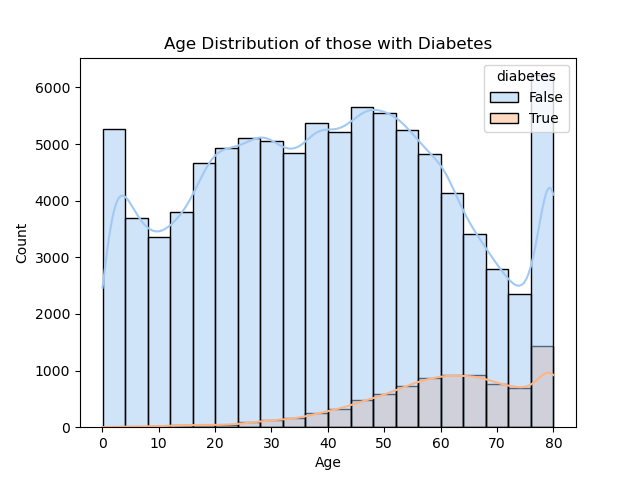 Age Distribution of those with Diabetes
diabetes
False
True
Count
6000
5000
4000
3000
2000
1000
0
0 10 20 30 40 50 60 70 80
Age